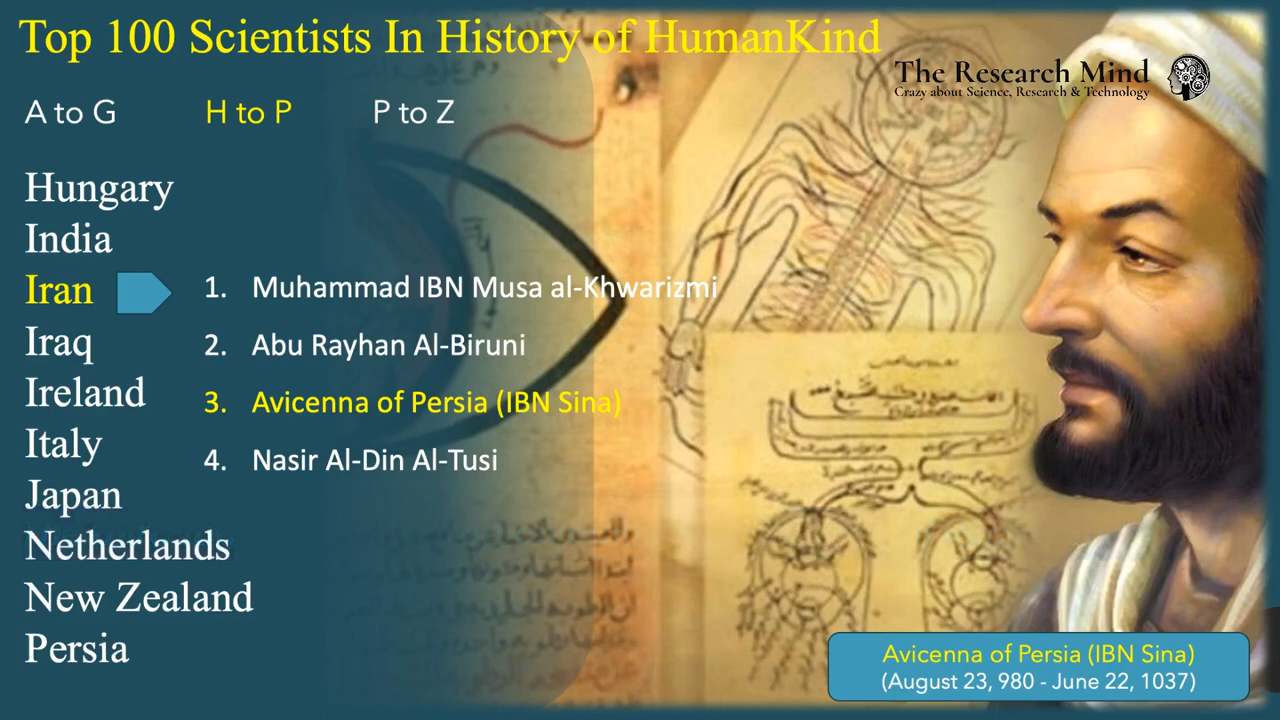 Top 100 Scientists In History of HumanKind
The Research Mind
Crazy about Science, Research & Technology
A to G
H to P
P to Z
Hungary
India
Iran
Iraq
Ireland
Italy
Japan
Netherlands
New Zealand
Persia
1. Muhammad IBN Musa al-Khwarizmi
2. Abu Rayhan Al-Biruni
3. Avicenna of Persia (IBN Sina)
4. Nasir Al-Din Al-Tusi
Avicenna of Persia (IBN Sina)
(August 23, 980 - June 22, 1037)